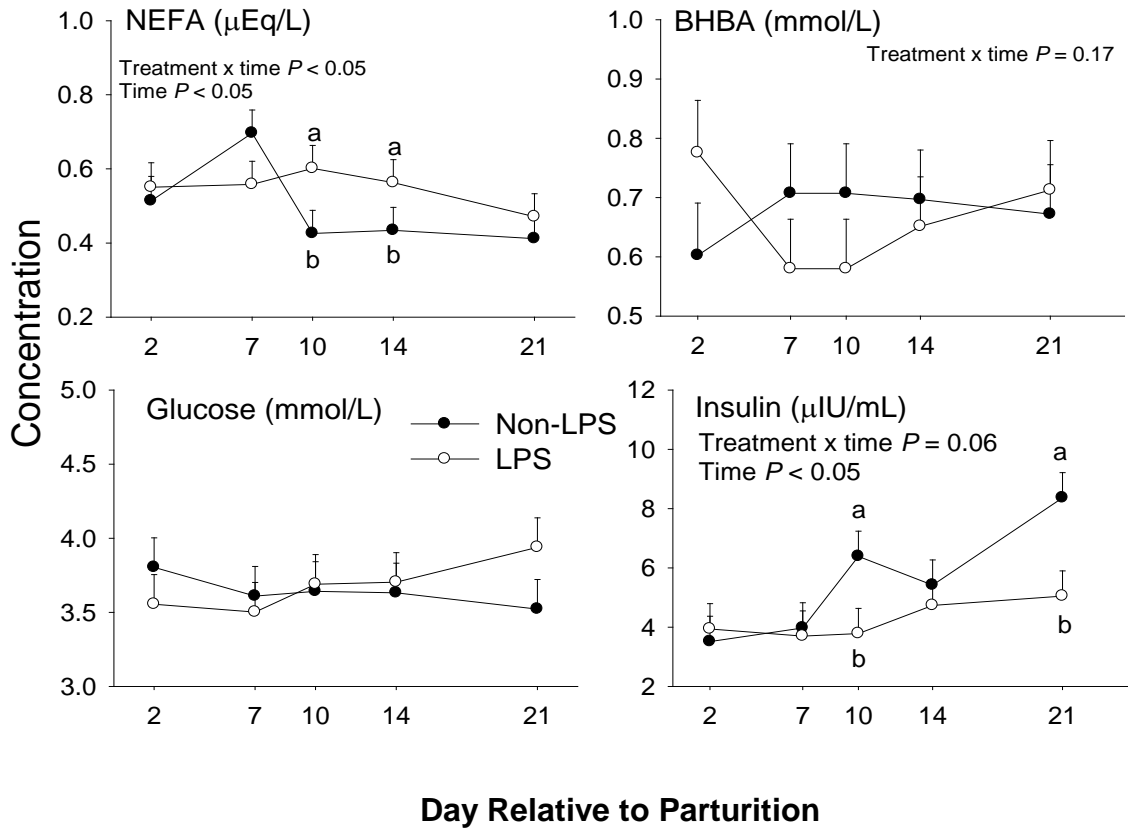 NEFA (μEq/L)
Treatment x time P < 0.05
Time P < 0.05
1.0
0.8
0.6
0.4
0.2
a
a
b
b
2 7 10 14 21
BHBA (mmol/L)
Treatment x time P = 0.17
1.0
0.9
0.8
0.7
0.6
0.5
2 7 10 14 21
Concentration
Glucose (mmol/L)
Non-LPS
LPS
5.0
4.5
4.0
3.5
3.0
2 7 10 14 21
Insulin (μIU/mL)
Treatment x time P = 0.06
Time P < 0.05
12
10
8
6
4
2
a
a
b
b
2 7 10 14 21
Day Relative to Parturition